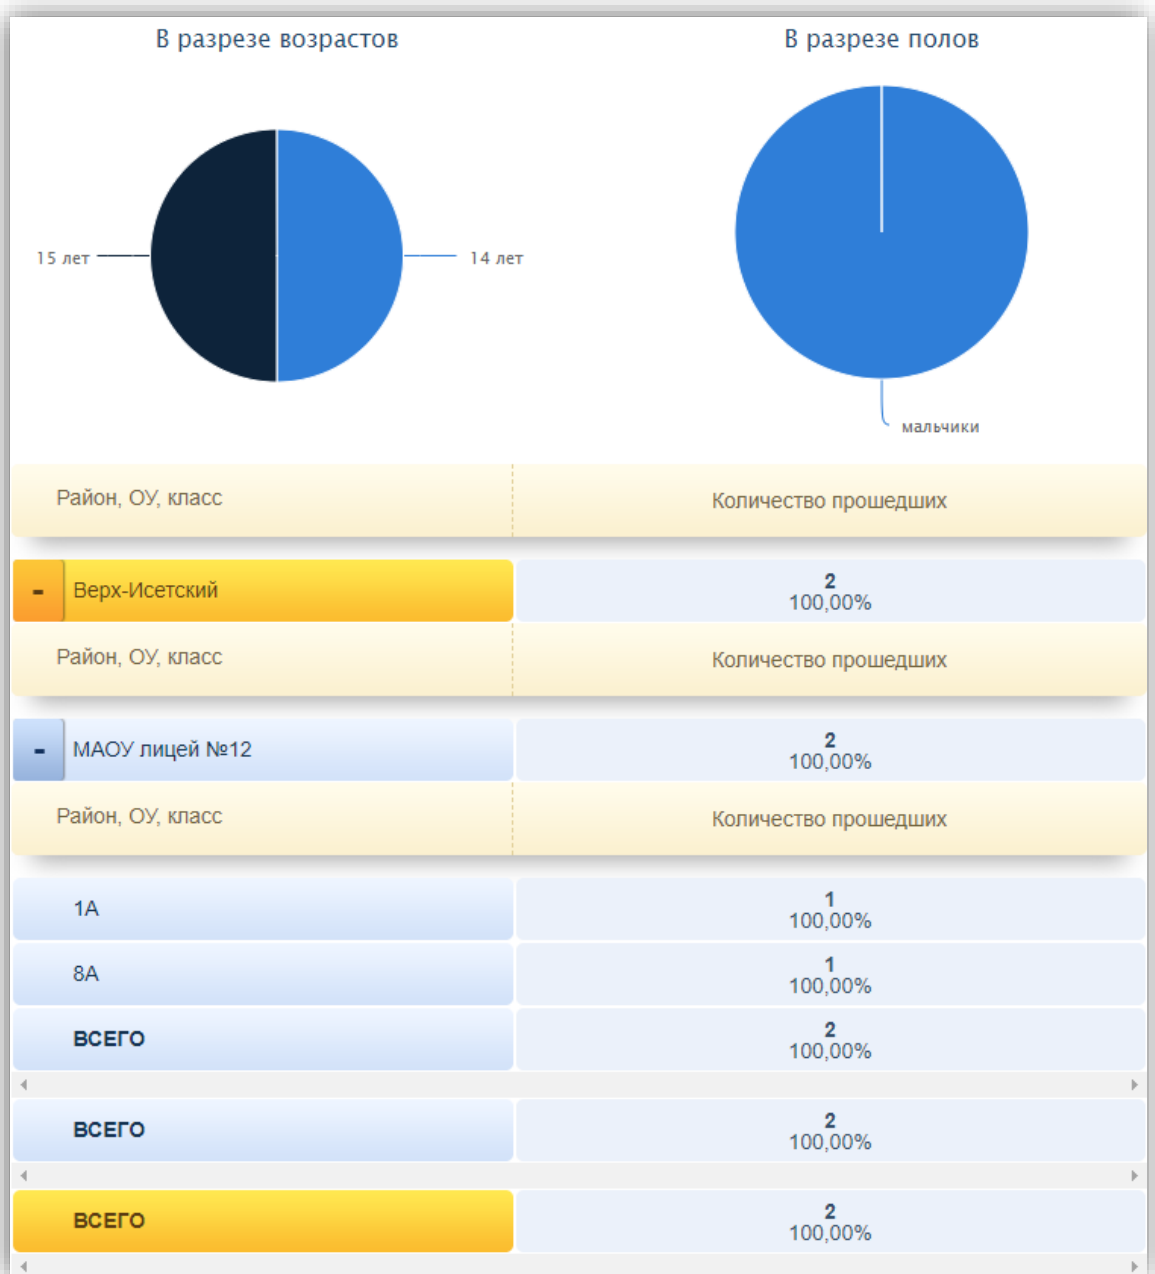 В разрезе возрастов
В разрезе полов
15 лет
14 лет
мальчики
Район, ОУ, класс
Количество прошедших
-
Верх-Исетский
2
100,00%
Район, ОУ, класс
Количество прошедших
-
МАОУ лицей №12
2
100,00%
Район, ОУ, класс
Количество прошедших
1А
1
100,00%
8А
1
100,00%
ВСЕГО
2
100,00%
ВСЕГО
2
100,00%
ВСЕГО
2
100,00%